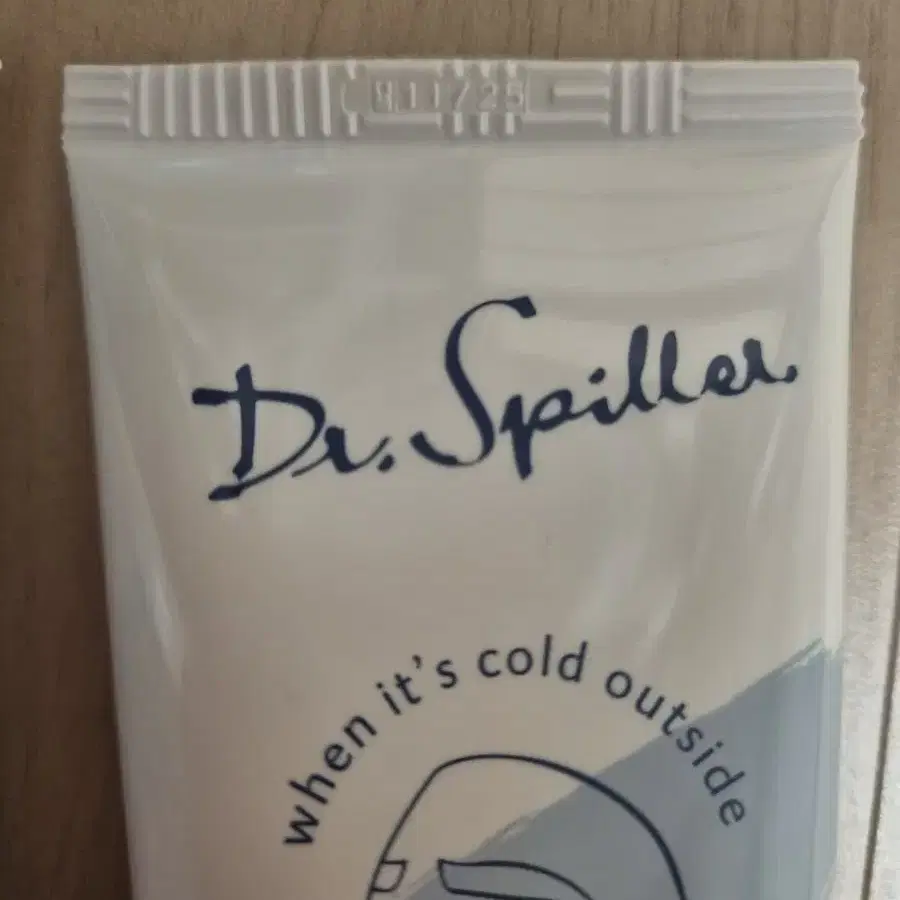 Dr. Spiller.
when it's cold outside